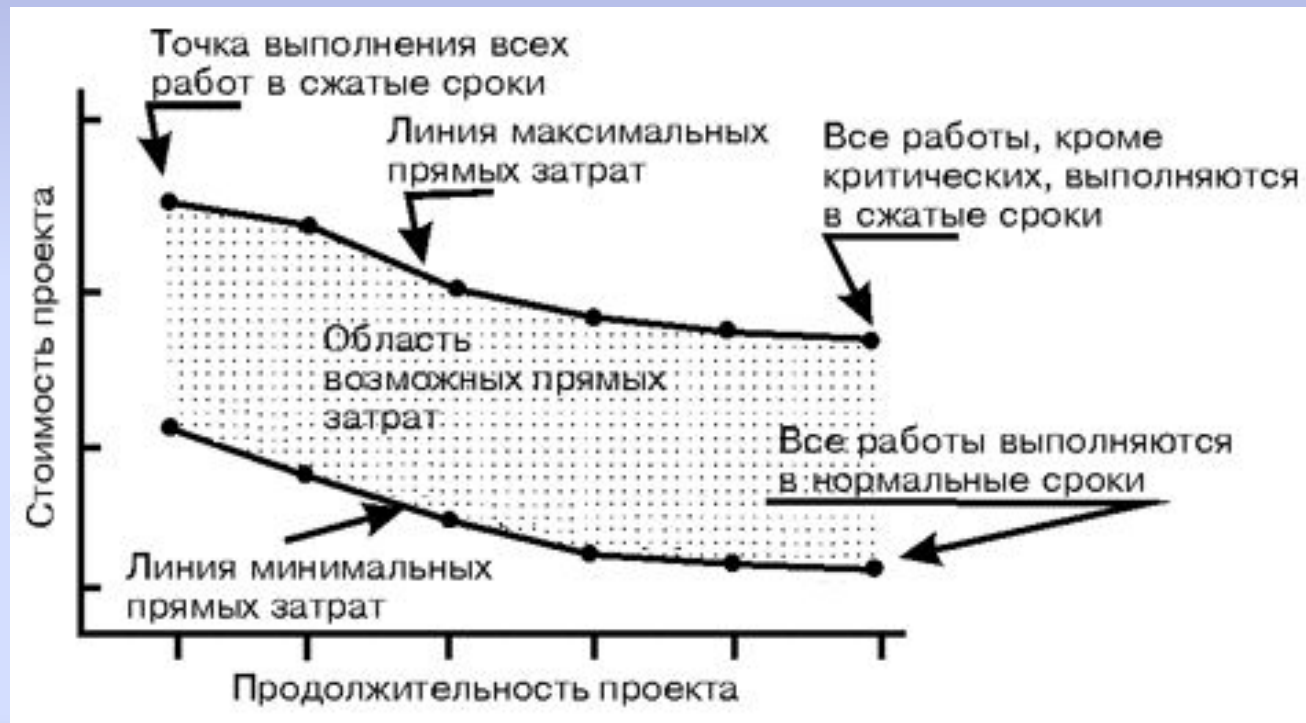 Точка выполнения всех
работ в сжатые сроки
Линия максимальных
прямых затрат
Все работы, кроме
критических, выполняются
в сжатые сроки
Стоимость проекта
Область
возможных прямых
затрат
Все работы выполняются
в нормальные сроки
Линия минимальных
прямых затрат
Продолжительность проекта